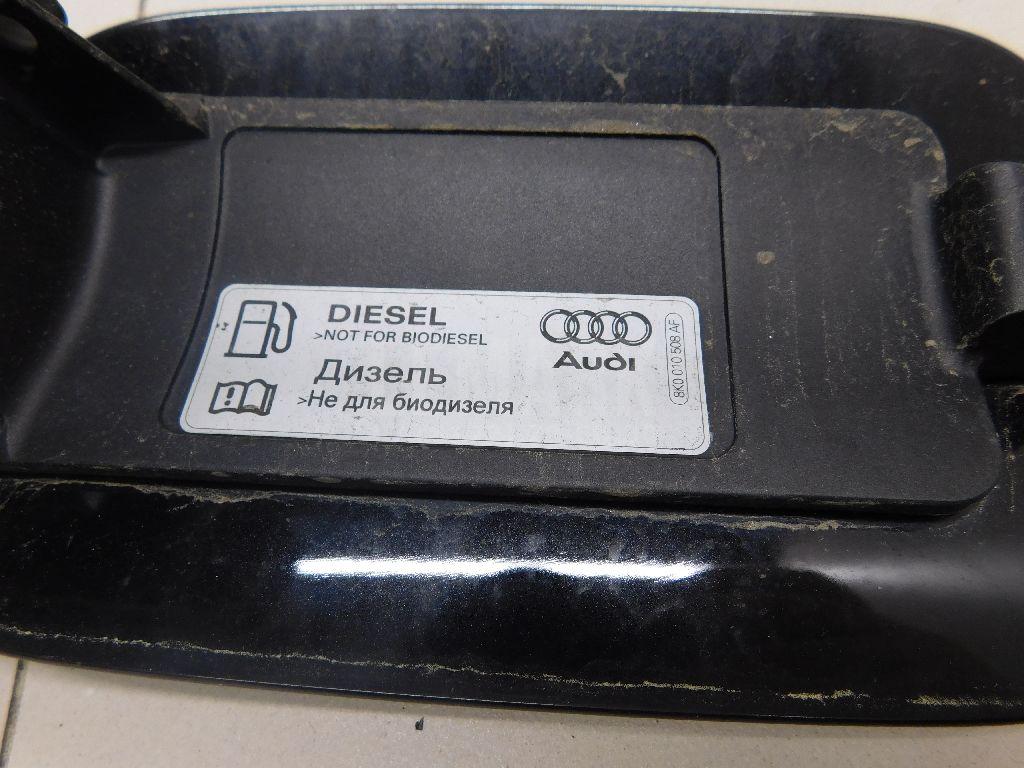 DIESEL
>NOT FOR BIODIESEL
Дизель
>Не для биодизеля
Audi
8K0 010 508 AF